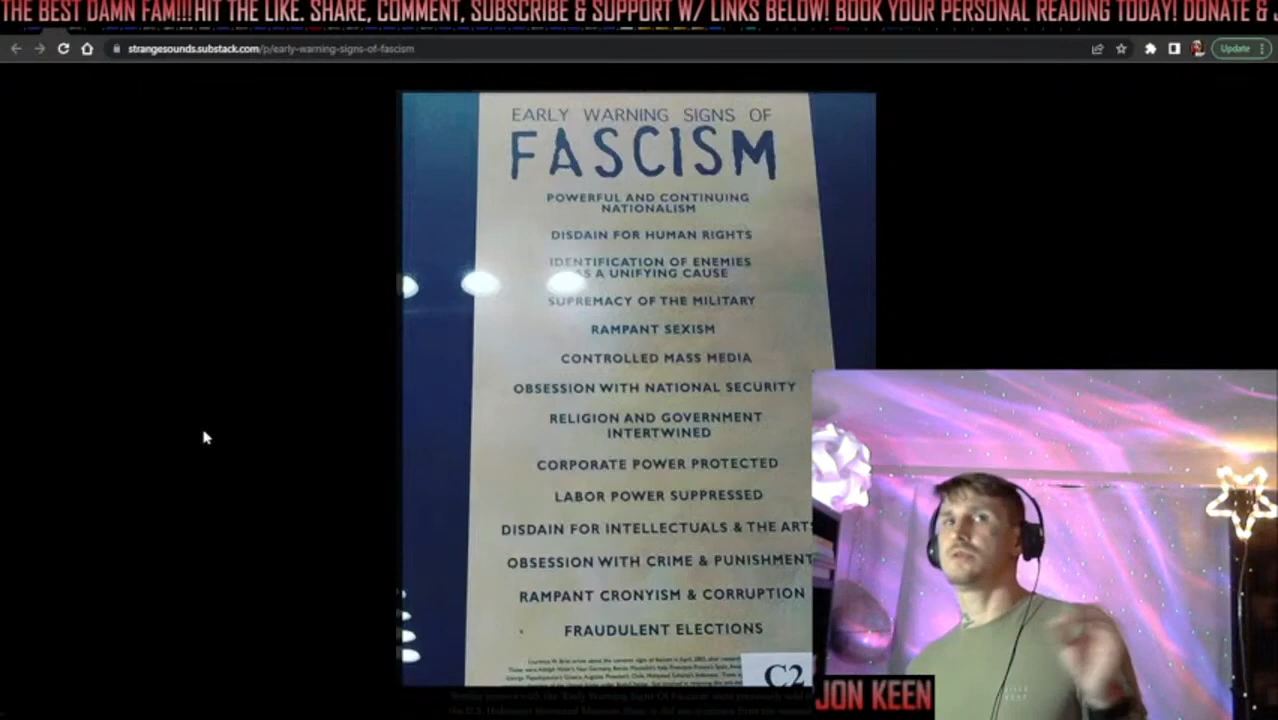 THE BEST DAMN FAM!!! HIT THE LIKE. SHARE, COMMENT, SUBSCRIBE & SUPPORT W/ LINKS BELOW! BOOK YOUR PERSONAL READING TODAY! DONATE &
strangesounds.substack.com/p/early-warning-signs-of-fascism
Update
EARLY WARNING SIGNS OF
FASCISM
POWERFUL AND CONTINUING
NATIONALISM
DISDAIN FOR HUMAN RIGHTS
IDENTIFICATION OF ENEMIES
AS A UNIFYING CAUSE
SUPREMACY OF THE MILITARY
RAMPANT SEXISM
CONTROLLED MASS MEDIA
OBSESSION WITH NATIONAL SECURITY
RELIGION AND GOVERNMENT
INTERTWINED
CORPORATE POWER PROTECTED
LABOR POWER SUPPRESSED
DISDAIN FOR INTELLECTUALS & THE ARTS
OBSESSION WITH CRIME & PUNISHMENT
RAMPANT CRONYISM & CORRUPTION
FRAUDULENT ELECTIONS
C2
JON KEEN